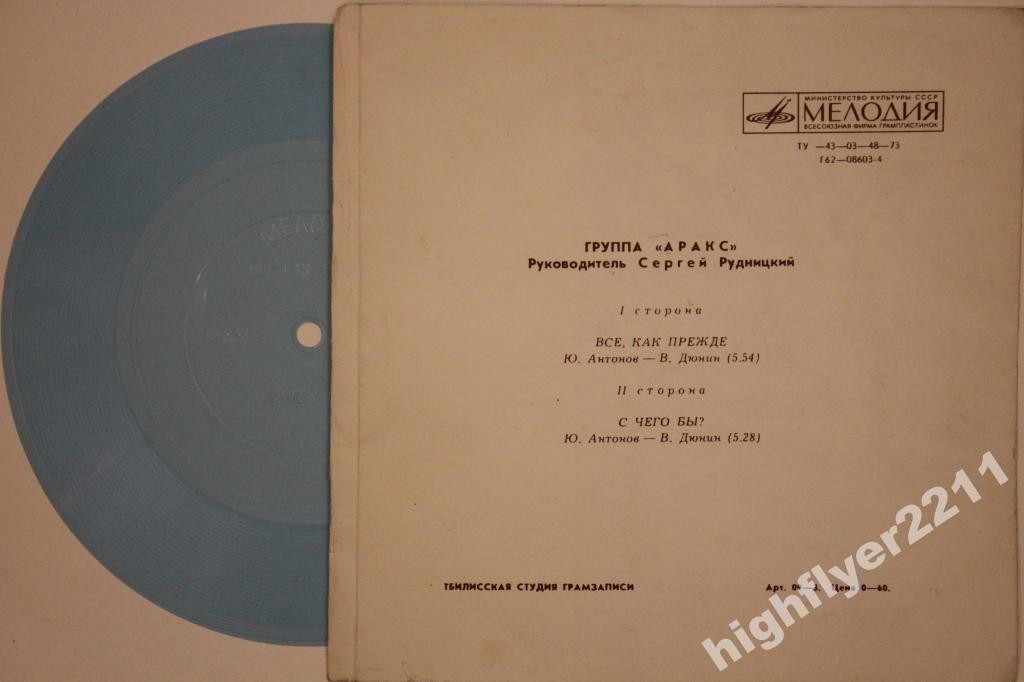 МЕЛО
МИНИСТЕРСТВО КУЛЬТУРЫ СССР
МЕЛОДИЯ
ВСЕСОЮЗНАЯ ФИРМА ГРАМПЛАСТИНОК
ТУ —43—03—48—73
Г62—08603-4
ГРУППА «АРАКС»
Руководитель Сергей Рудницкий
I сторона
ВСЕ, КАК ПРЕЖДЕ
Ю. Антонов — В. Дюнин (5.54)
II сторона
С ЧЕГО БЫ?
Ю. Антонов — В. Дюнин (5.28)
ТБИЛИССКАЯ СТУДИЯ ГРАМЗАПИСИ
Арт. Цена 0—60.
highflyer2211